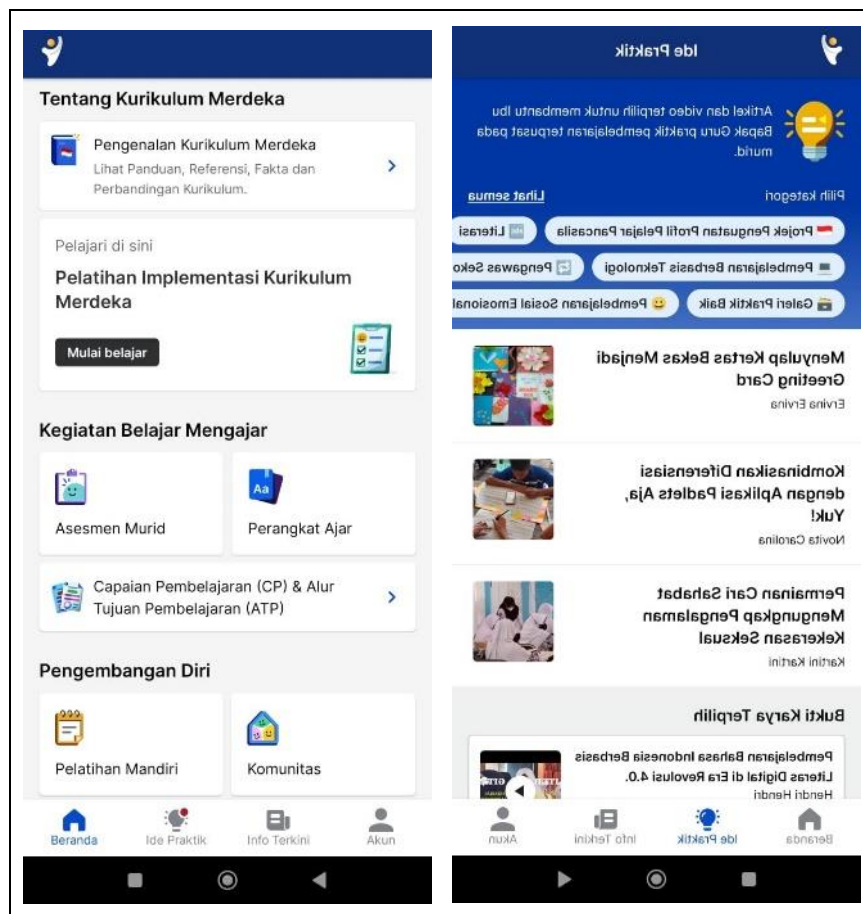 Tentang Kurikulum Merdeka
Pengenalan Kurikulum Merdeka
Lihat Panduan, Referensi, Fakta dan
Perbandingan Kurikulum.
Pelajari di sini
Pelatihan Implementasi Kurikulum
Merdeka
Mulai belajar
Kegiatan Belajar Mengajar
Asesmen Murid
Aa
Perangkat Ajar
Capaian Pembelajaran (CP) & Alur
Tujuan Pembelajaran (ATP)
Pengembangan Diri
Pelatihan Mandiri
Komunitas
Beranda
Ide Praktik
Info Terkini
Akun
Ide Praktik
Artikel dan video terpilih untuk membantu Ibu
Bapak Guru praktik pembelajaran terpusat pada
murid.
Pilih kategori
Lihat semua
Projek Penguatan Profil Pelajar Pancasila
Literasi
Pembelajaran Berbasis Teknologi
Pengawas Seko
Galeri Praktik Baik
Pembelajaran Sosial Emosional
Menyulap Kertas Bekas Menjadi
Greeting Card
Ervina Ervina
Kombinasikan Diferensiasi
dengan Aplikasi Padlets Aja,
Yuk!
Novita Carolina
Permainan Cari Sahabat
Mengungkap Pengalaman
Kekerasan Seksual
Kartini Kartini
Bukti Karya Terpilih
Pembelajaran Bahasa Indonesia Berbasis
Literas Digital di Era Revolusi 4.0.
Hendri Hendri
Beranda
Ide Praktik
Info Terkini
Akun